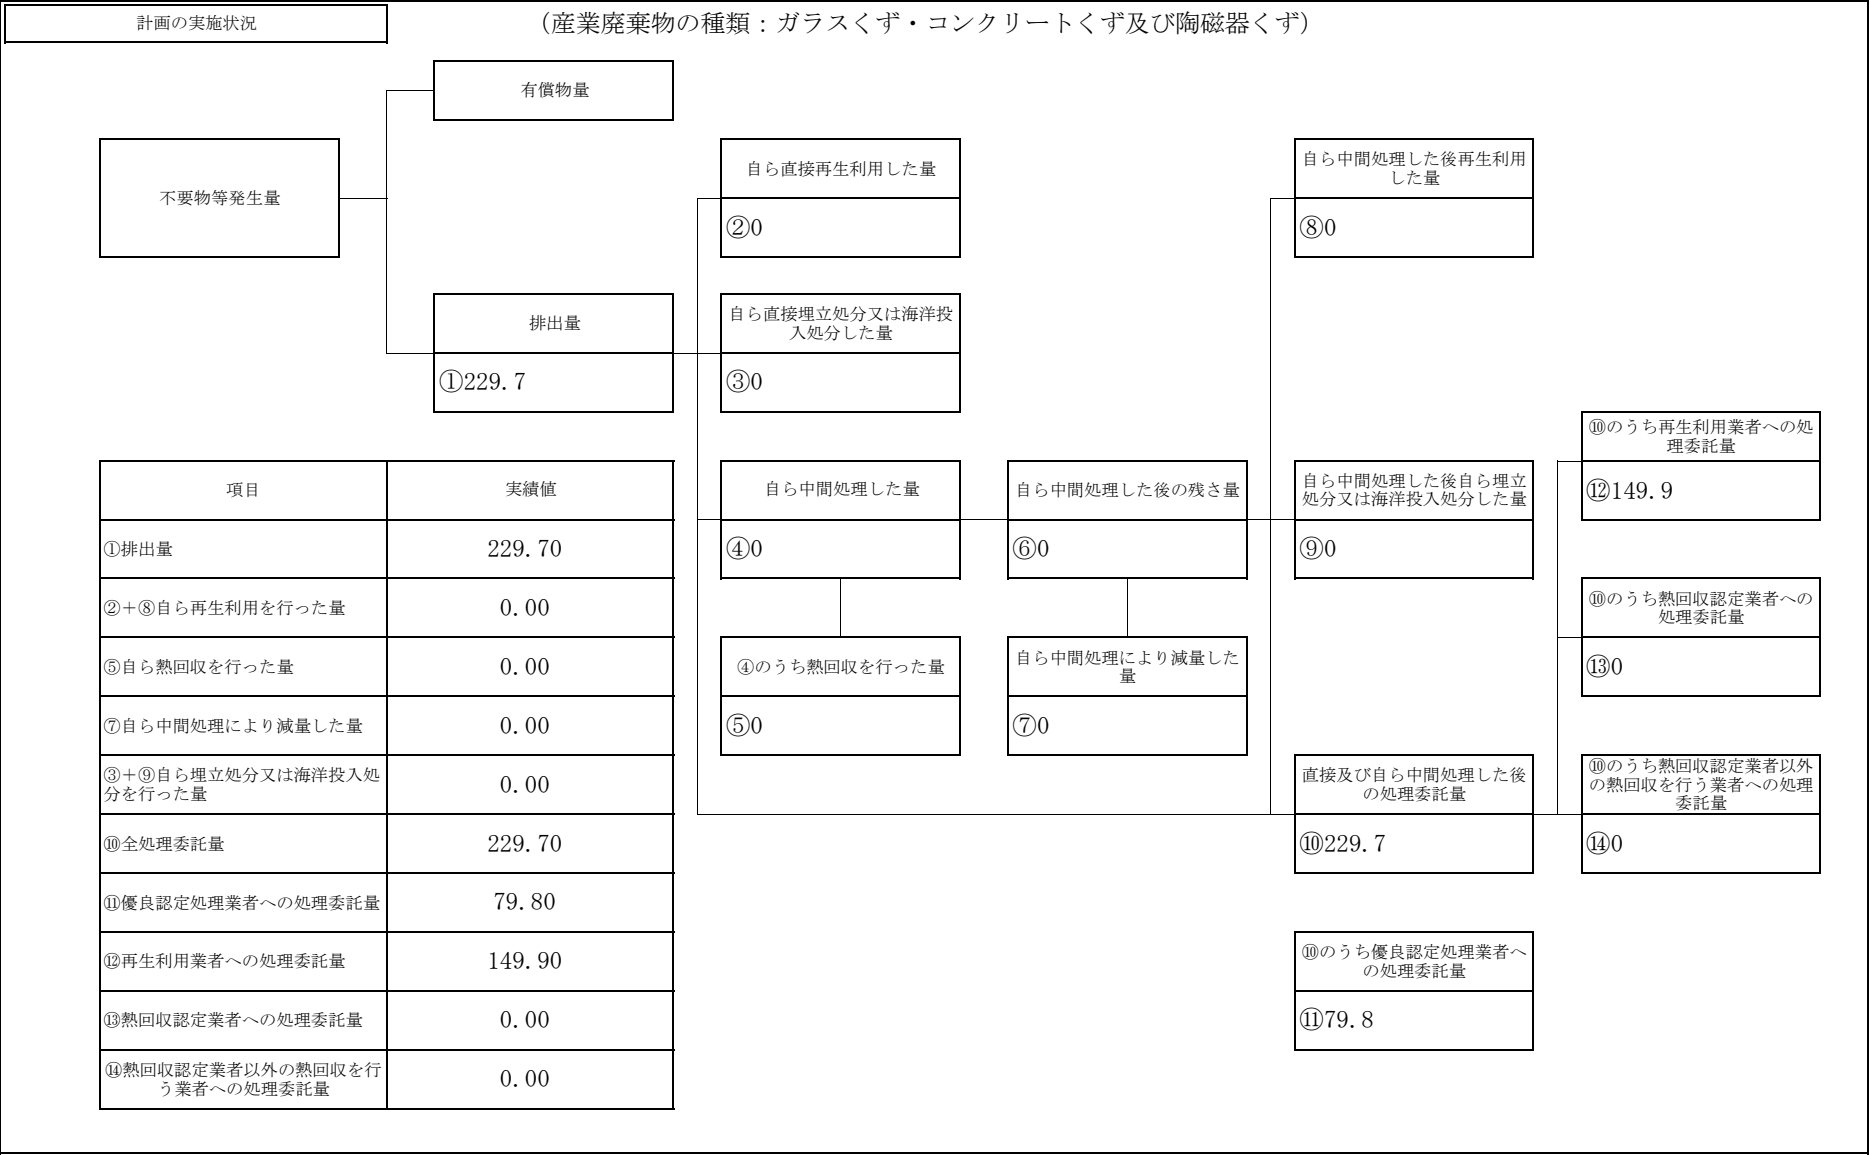 計画の実施状況
（産業廃棄物の種類：ガラスくず・コンクリートくず及び陶磁器くず）
有償物量
不要物等発生量
排出量
①229.7
自ら直接再生利用した量
②0
自ら直接埋立処分又は海洋投
入処分した量
③0
自ら中間処理した量
④0
④のうち熱回収を行った量
⑤0
自ら中間処理した後の残さ量
⑥0
自ら中間処理により減量した
量
⑦0
自ら中間処理した後再生利用
した量
⑧0
自ら中間処理した後自ら埋立
処分又は海洋投入処分した量
⑨0
直接及び自ら中間処理した後
の処理委託量
⑩229.7
⑩のうち優良認定処理業者へ
の処理委託量
⑪79.8
⑩のうち再生利用業者への処
理委託量
⑫149.9
⑩のうち熱回収認定業者への
処理委託量
⑬0
⑩のうち熱回収認定業者以外
の熱回収を行う業者への処理
委託量
⑭0
項目 実績値
①排出量 229.70
②＋⑧自ら再生利用を行った量 0.00
⑤自ら熱回収を行った量 0.00
⑦自ら中間処理により減量した量 0.00
③＋⑨自ら埋立処分又は海洋投入処
分を行った量 0.00
⑩全処理委託量 229.70
⑪優良認定処理業者への処理委託量 79.80
⑫再生利用業者への処理委託量 149.90
⑬熱回収認定業者への処理委託量 0.00
⑭熱回収認定業者以外の熱回収を行
う業者への処理委託量 0.00